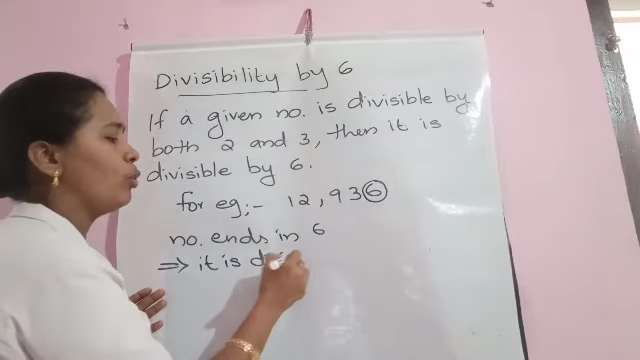 Divisibility by 6
If a given no. is divisible by
both 2 and 3, then it is
divisible by 6.
for eg;- 12,936
no. ends in 6
⇒ it is di